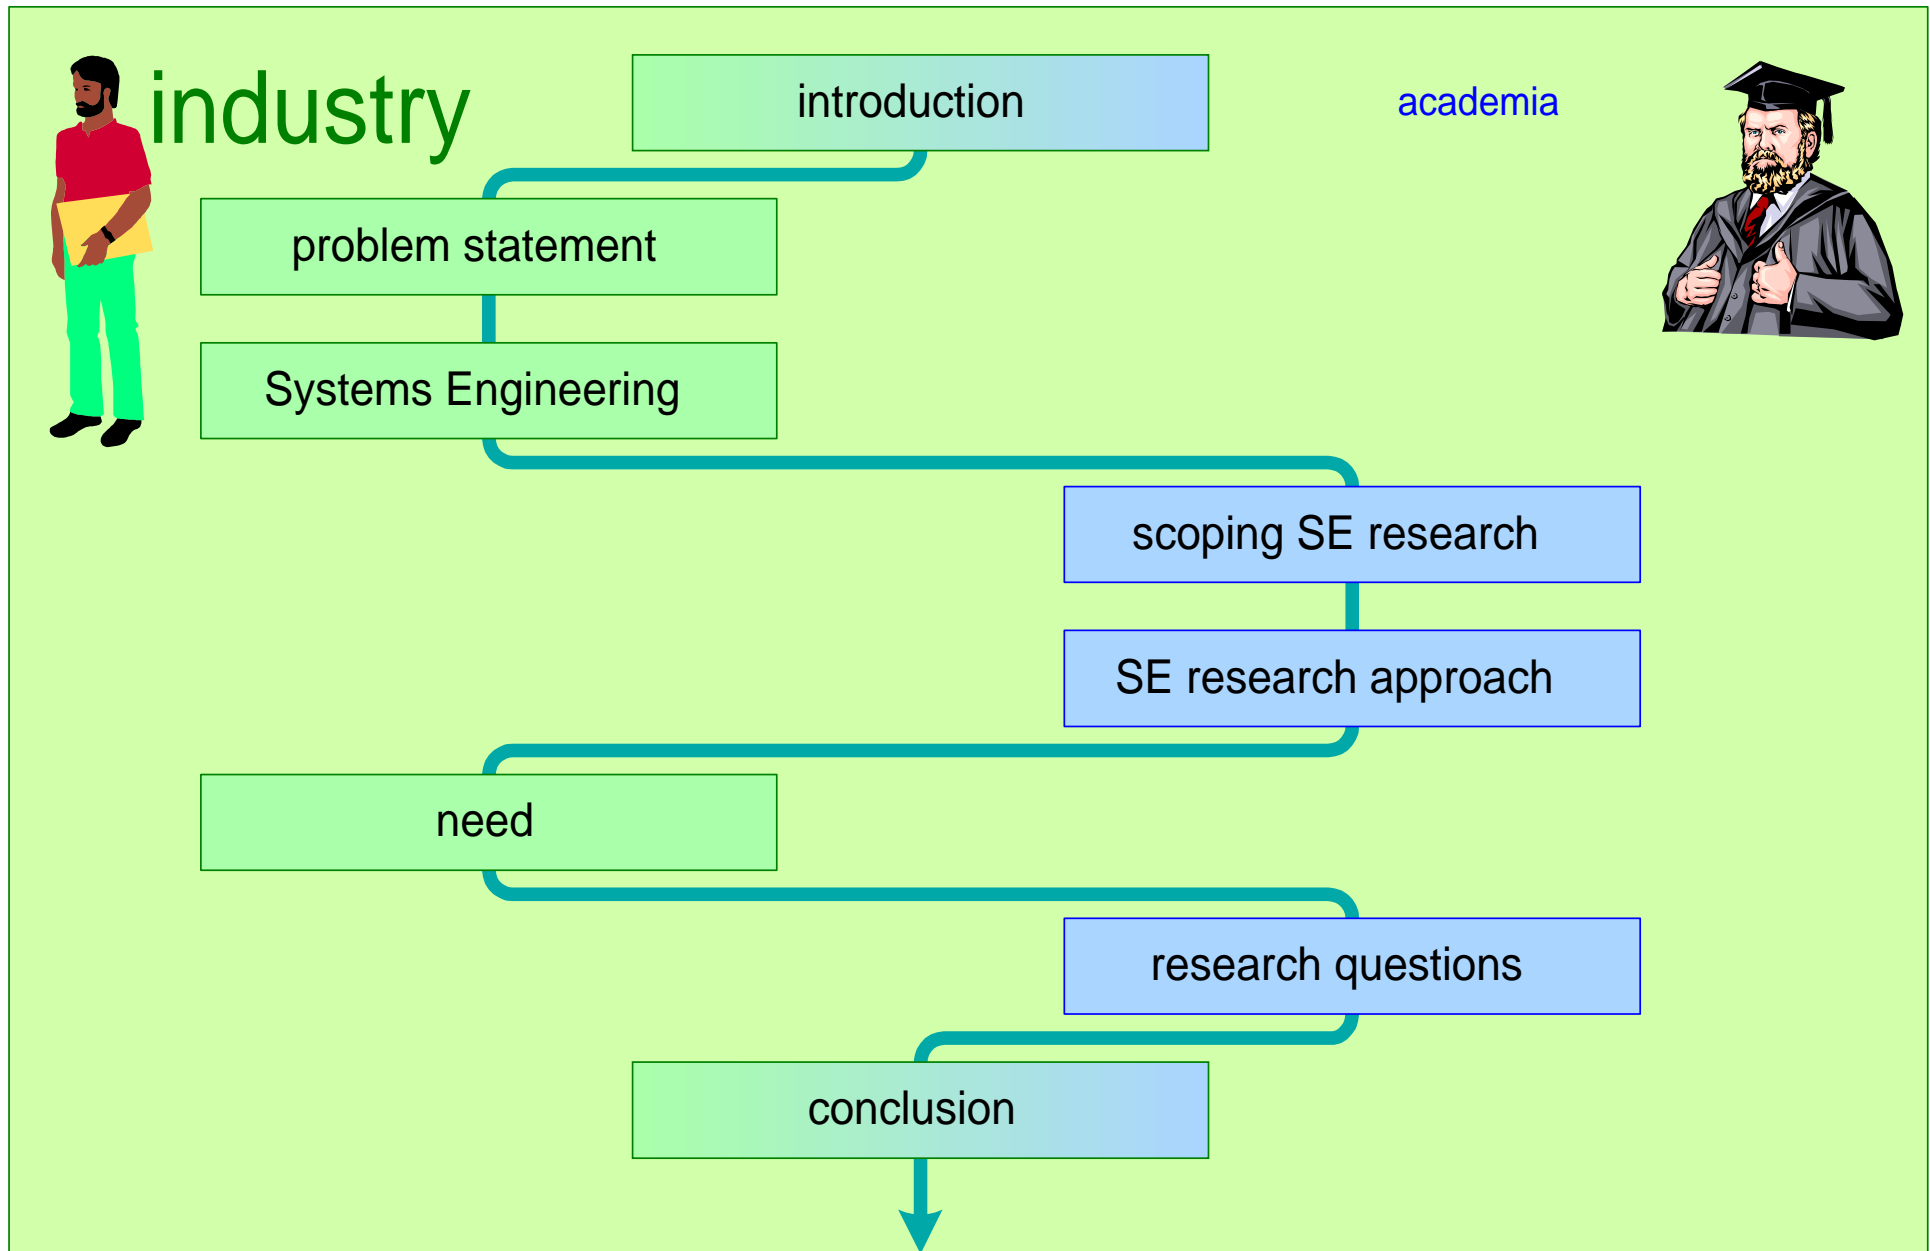 industry
introduction
academia
problem statement
Systems Engineering
scoping SE research
SE research approach
need
research questions
conclusion